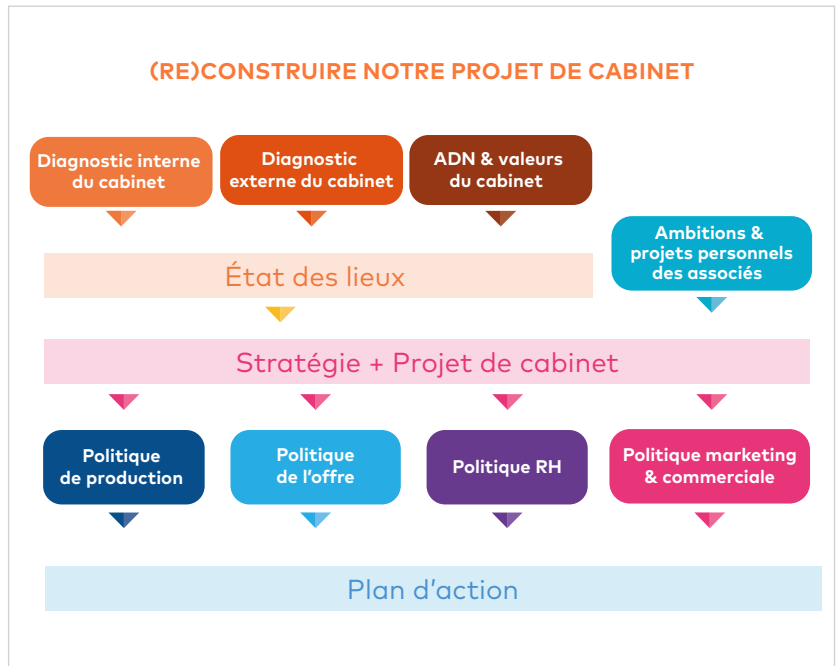 (RE)CONSTRUIRE NOTRE PROJET DE CABINET
Diagnostic interne
du cabinet
Diagnostic
externe du cabinet
ADN & valeurs
du cabinet
Ambitions &
projets personnels
des associés
État des lieux
Stratégie + Projet de cabinet
Politique
de production
Politique
de l'offre
Politique RH
Politique marketing
& commerciale
Plan d'action